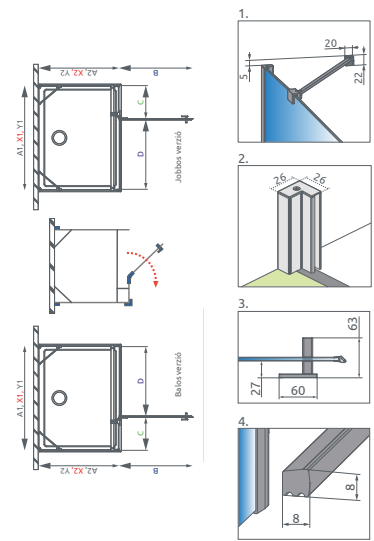 A1, X1, Y1
A2, X2, Y2
B
C
D
Jobbos verzió
A1, X1, Y1
A2, X2, Y2
B
D
C
Balos verzió
1.
20
5
22
2.
26
26
3.
63
27
60
4.
8
8